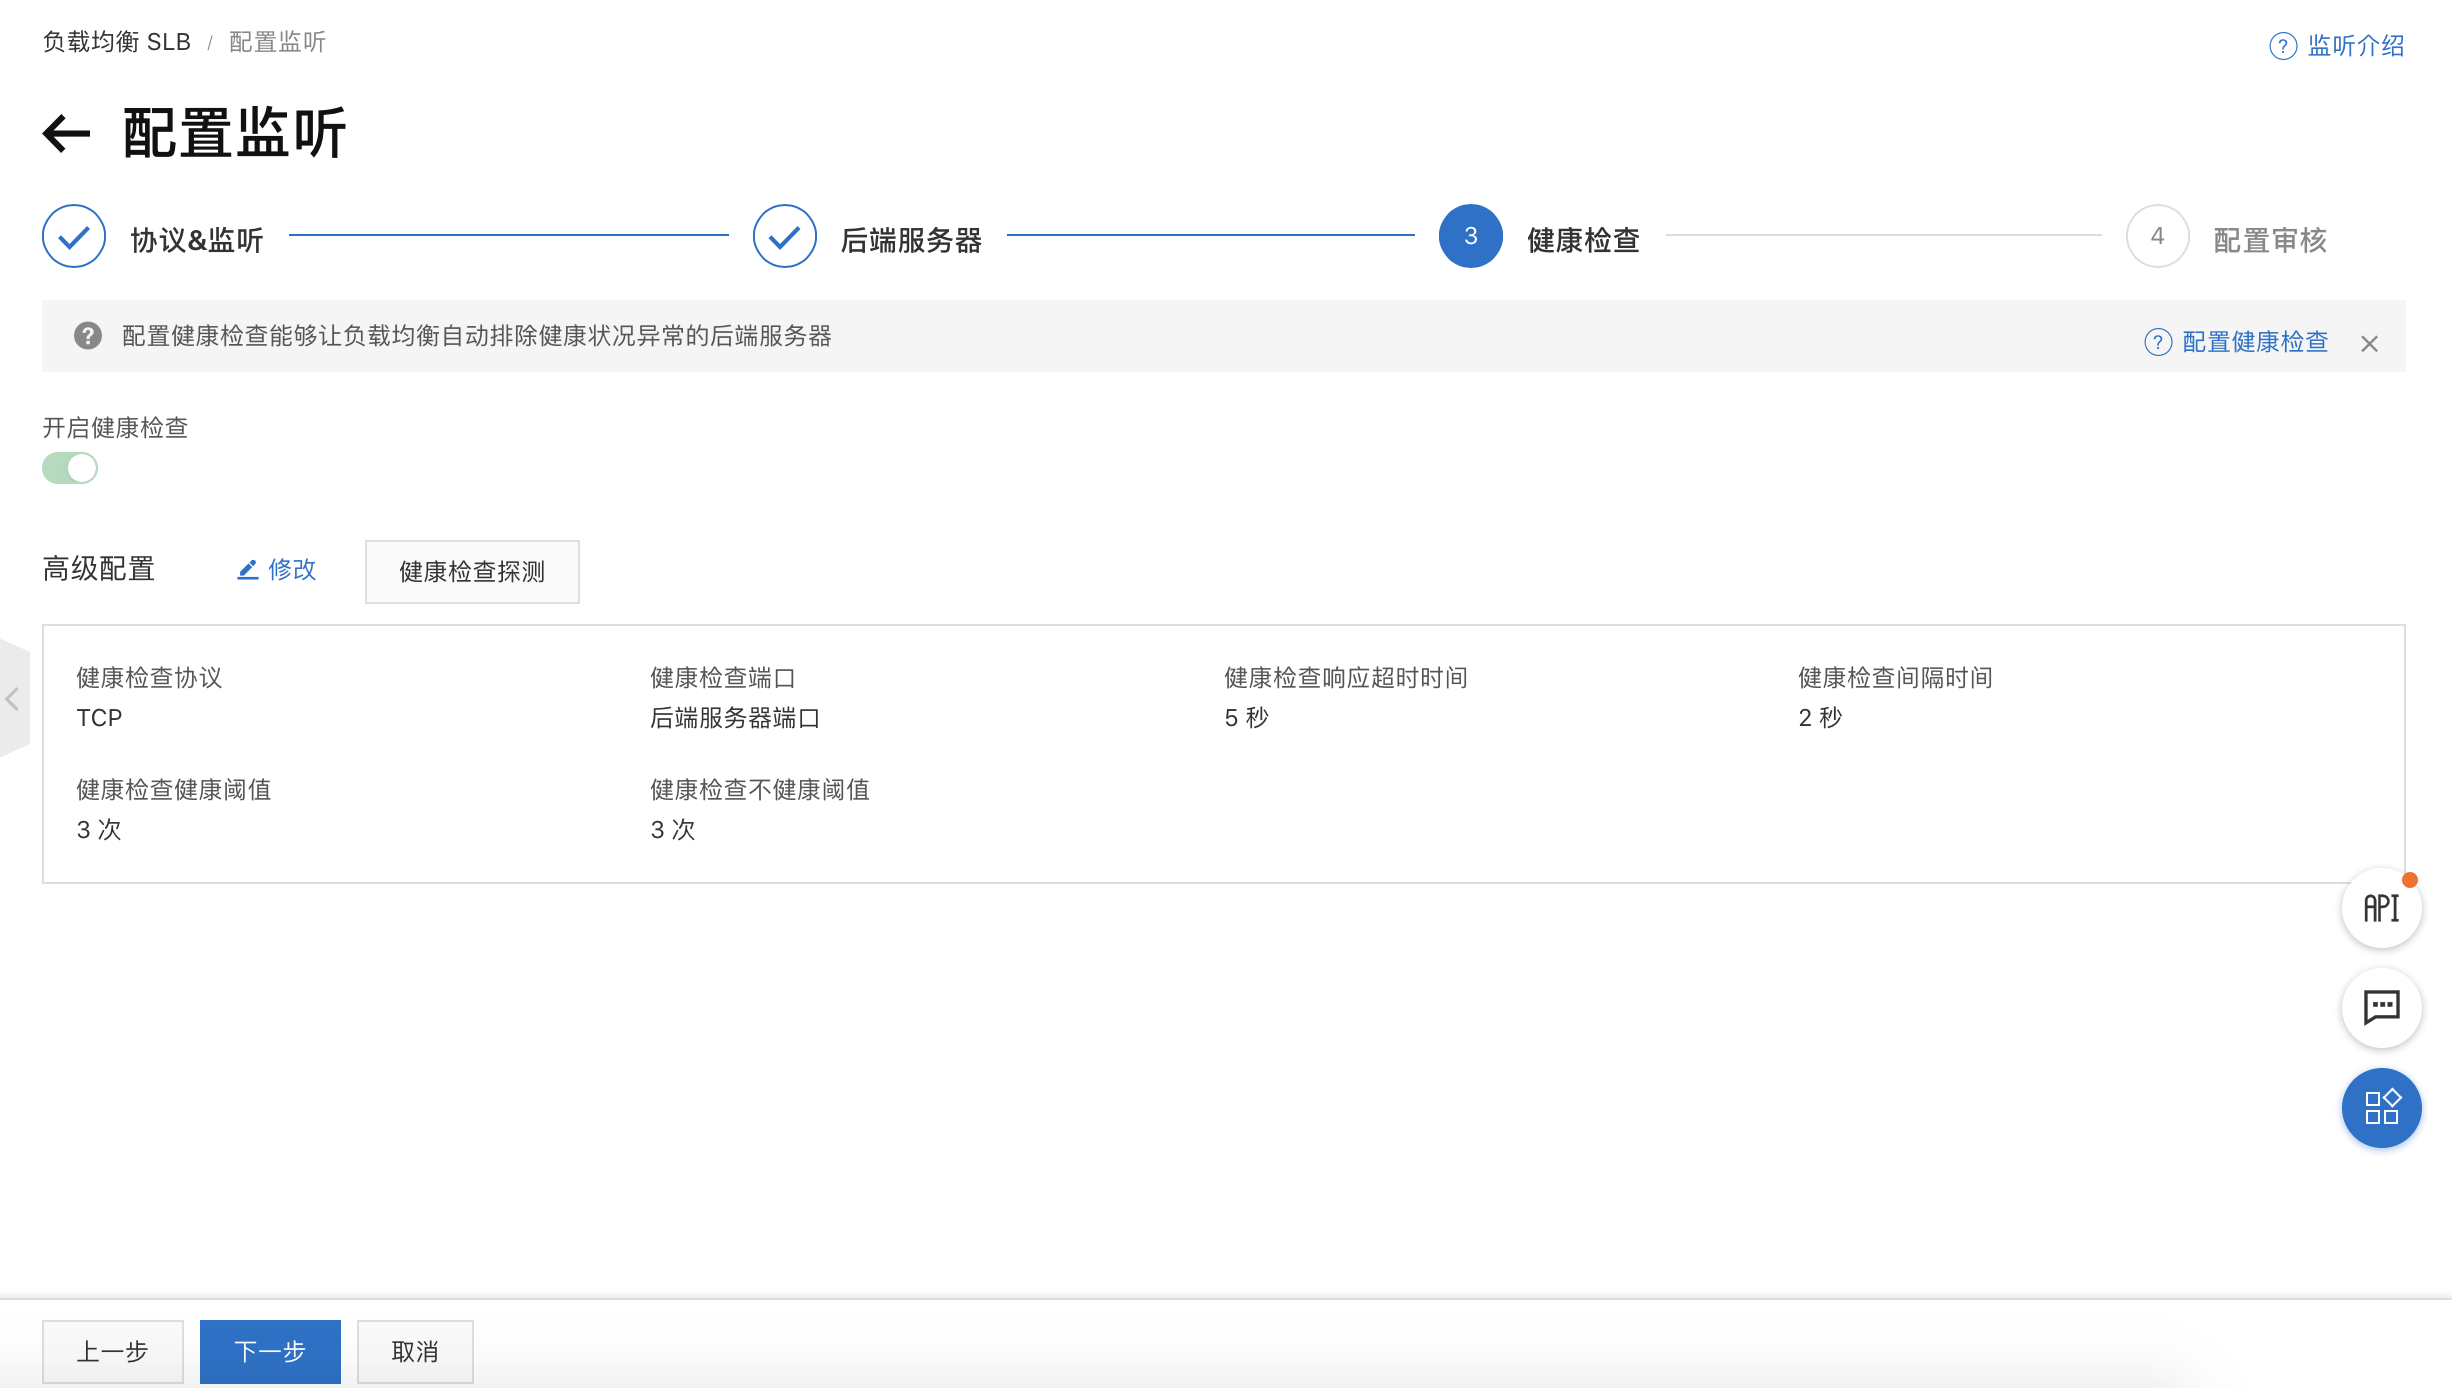 负载均衡 SLB / 配置监听
监听介绍
配置监听
协议&监听
后端服务器
3 健康检查
4 配置审核
配置健康检查能够让负载均衡自动排除健康状况异常的后端服务器
配置健康检查
开启健康检查
高级配置 修改 健康检查探测
健康检查协议
TCP
健康检查端口
后端服务器端口
健康检查响应超时时间
5 秒
健康检查间隔时间
2 秒
健康检查健康阈值
3 次
健康检查不健康阈值
3 次
API
上一步 下一步 取消